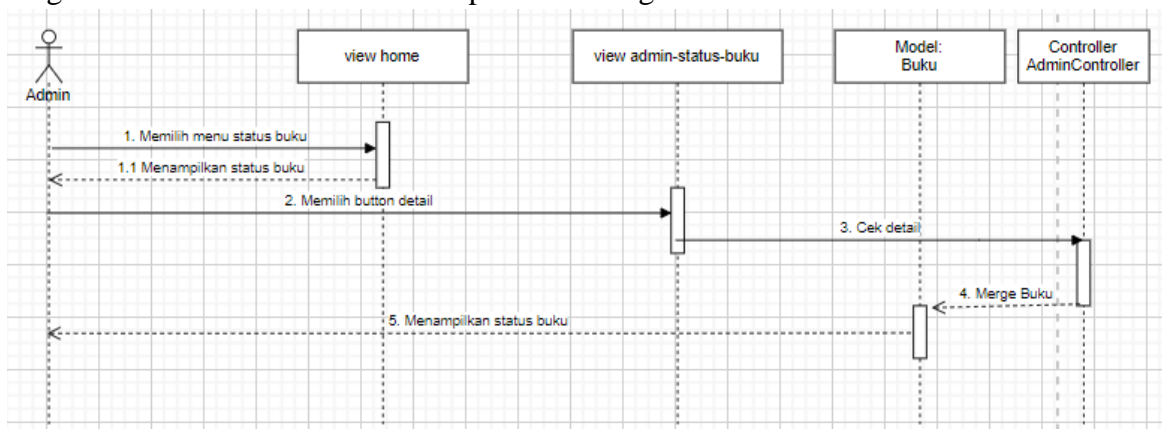 view home
view admin-status-buku
Model:
Buku
Controller
AdminController
Admin
1. Memilih menu status buku
1.1 Menampilkan status buku
2. Memilih button detail
3. Cek detail
4. Merge Buku
5. Menampilkan status buku